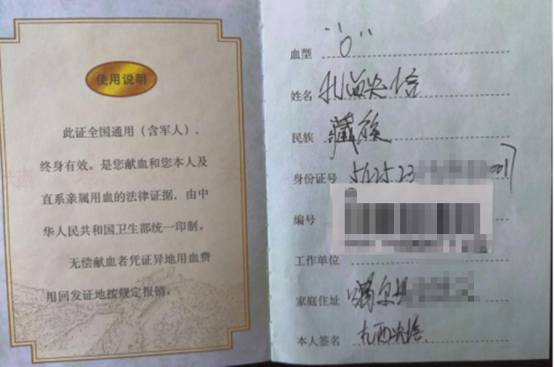 使用说明
此证全国通用（含军人），
终身有效。是您献血和您本人及
直系亲属用血的法律证据，由中
华人民共和国卫生部统一印制。
无偿献血者凭证异地用血费
用回发证地按规定报销。
血型 "O"
姓名
民族 藏族
身份证号
编号
工作单位
家庭住址
本人签名 扎西央培